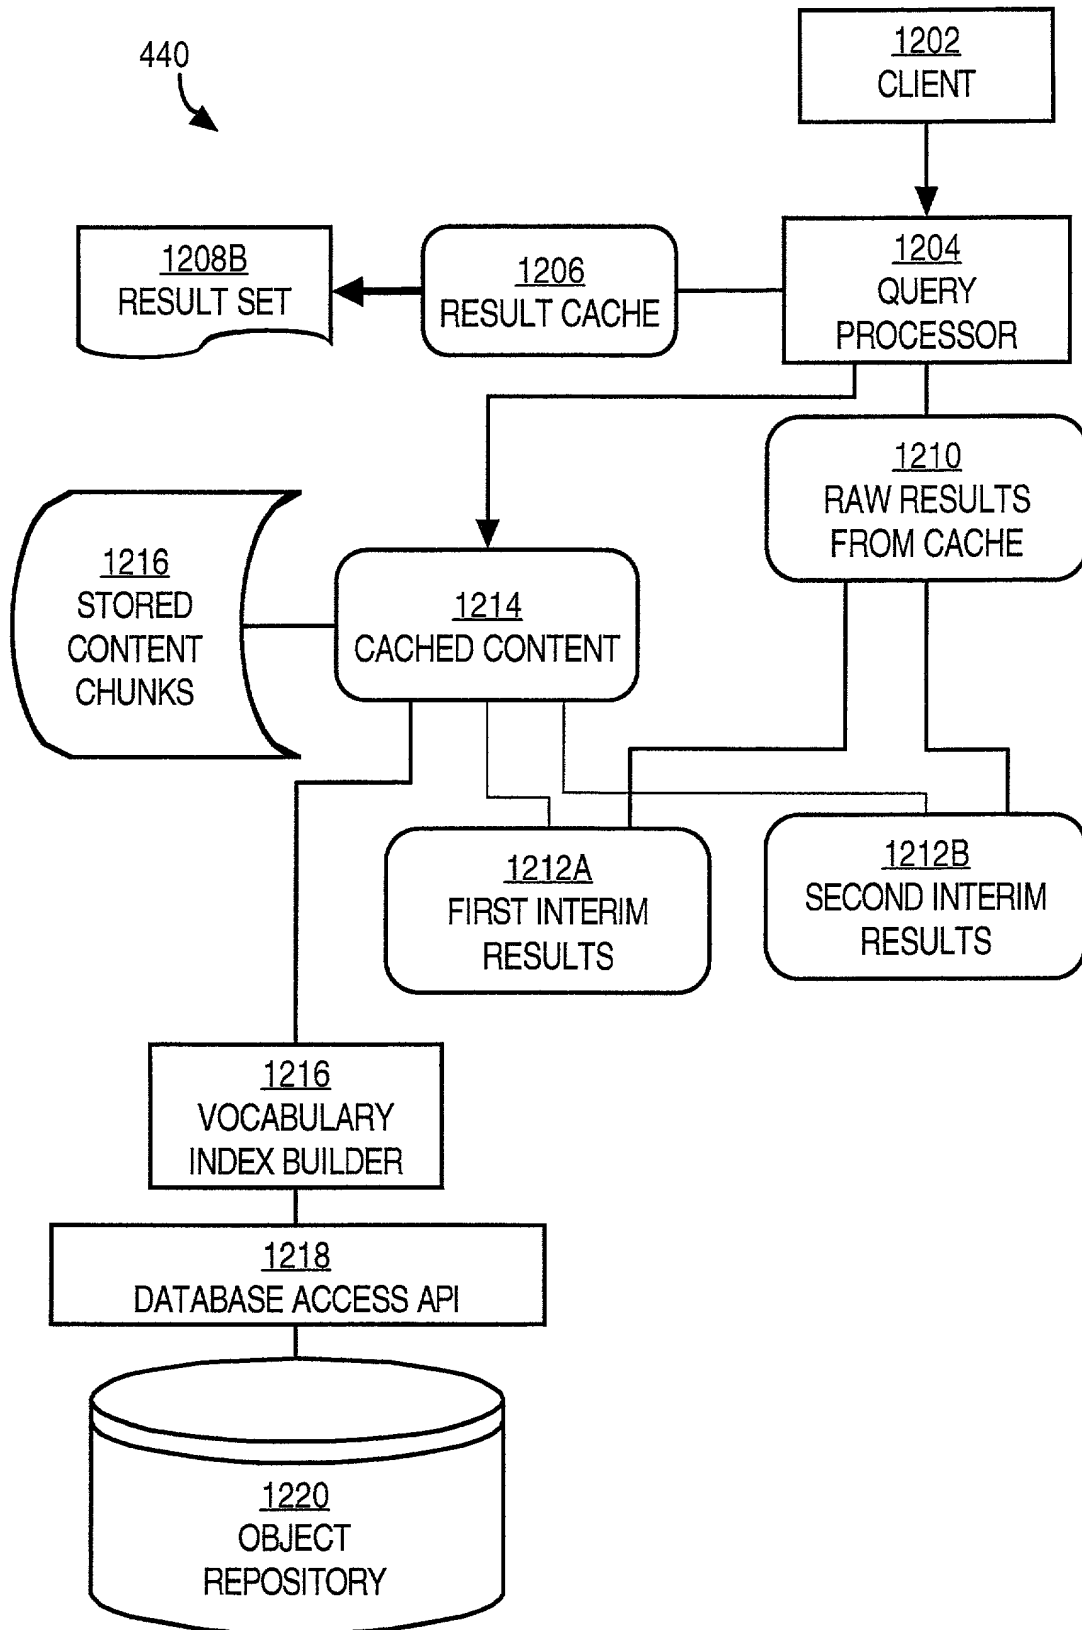 440
1202
CLIENT
1208B
RESULT SET
1206
RESULT CACHE
1204
QUERY
PROCESSOR
1210
RAW RESULTS
FROM CACHE
1216
STORED
CONTENT
CHUNKS
1214
CACHED CONTENT
1212A
FIRST INTERIM
RESULTS
1212B
SECOND INTERIM
RESULTS
1216
VOCABULARY
INDEX BUILDER
1218
DATABASE ACCESS API
1220
OBJECT
REPOSITORY